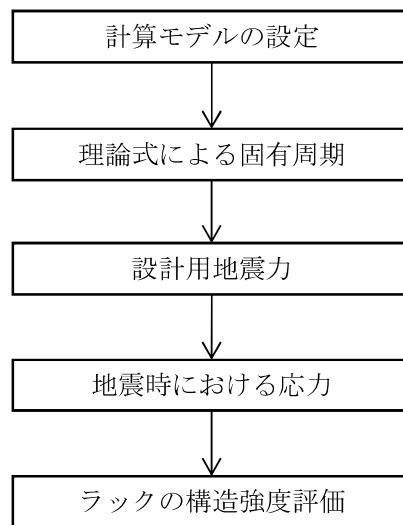 計算モデルの設定
理論式による固有周期
設計用地震力
地震時における応力
ラックの構造強度評価